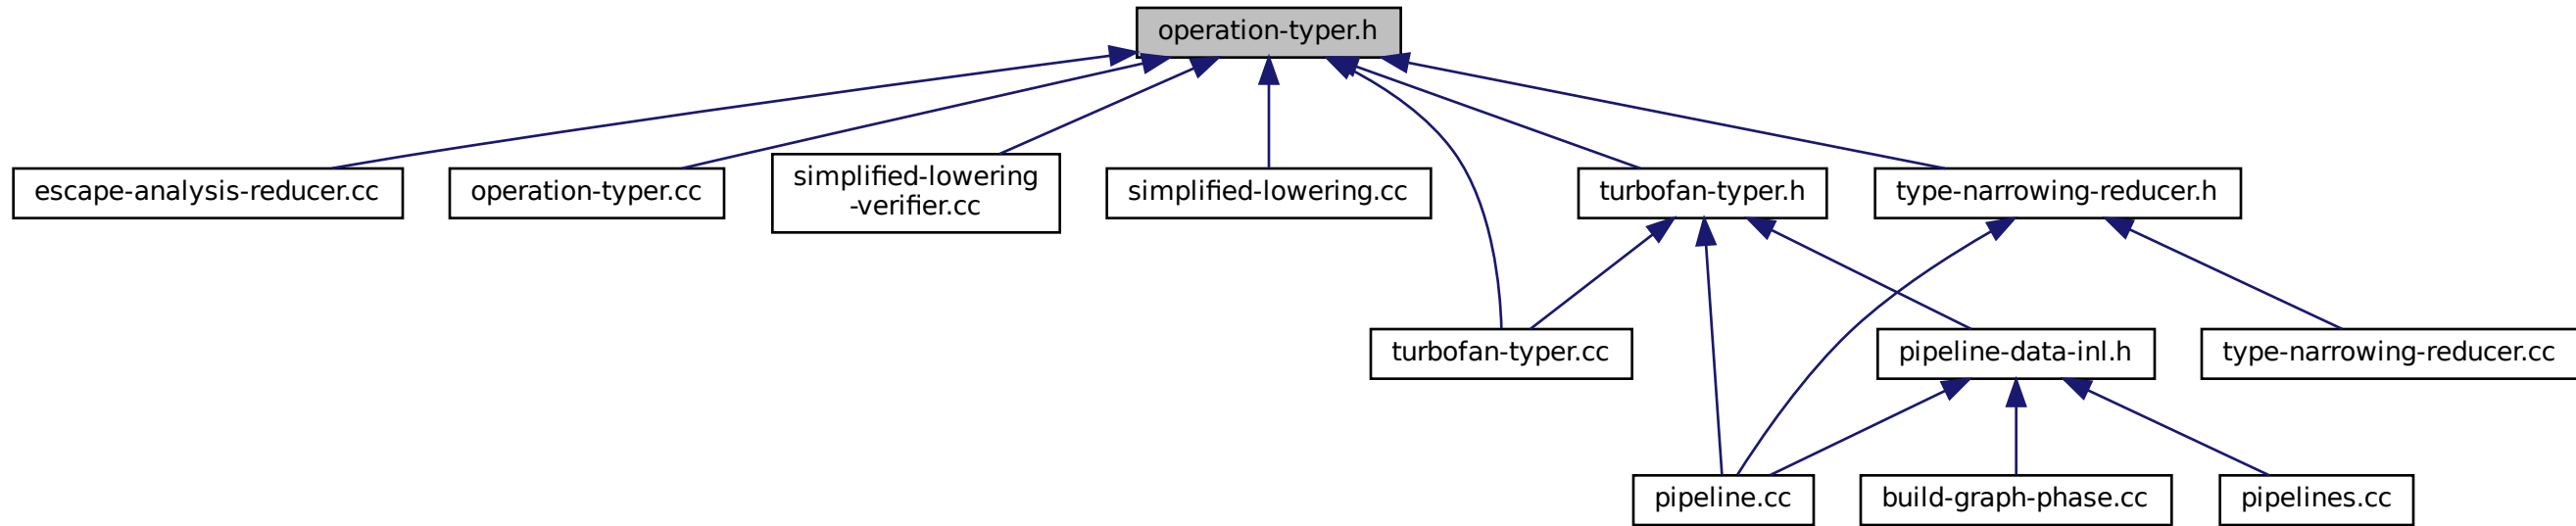 operation-typer.h
escape-analysis-reducer.cc
operation-typer.cc
simplified-lowering
-verifier.cc
simplified-lowering.cc
turbofan-typer.h
type-narrowing-reducer.h
turbofan-typer.cc
pipeline-data-inl.h
type-narrowing-reducer.cc
pipeline.cc
build-graph-phase.cc
pipelines.cc